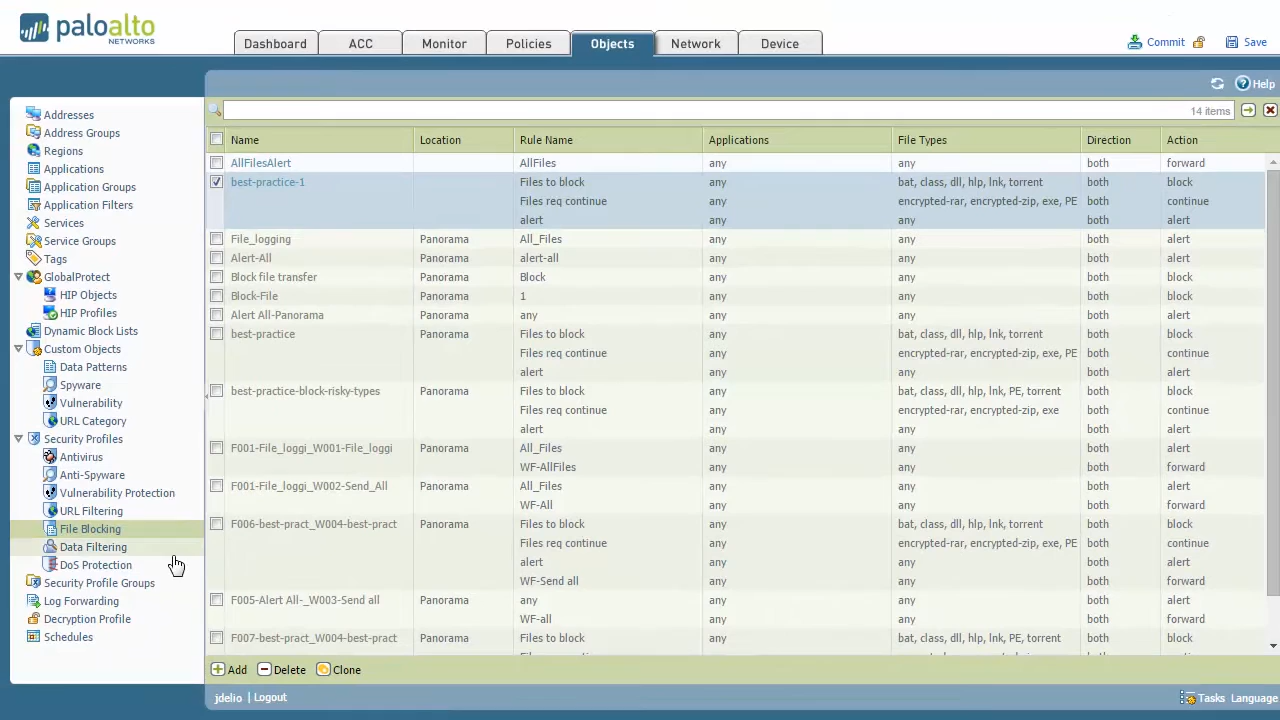 paloalto
NETWORKS
Dashboard ACC Monitor Policies Objects Network Device
Commit Save
Help
14 items
Addresses
Address Groups
Regions
Applications
Application Groups
Application Filters
Services
Service Groups
Tags
GlobalProtect
HIP Objects
HIP Profiles
Dynamic Block Lists
Custom Objects
Data Patterns
Spyware
Vulnerability
URL Category
Security Profiles
Antivirus
Anti-Spyware
Vulnerability Protection
URL Filtering
File Blocking
Data Filtering
DoS Protection
Security Profile Groups
Log Forwarding
Decryption Profile
Schedules
Name Location Rule Name Applications File Types Direction Action
AllFilesAlert AllFiles any any both forward
best-practice-1 Files to block any bat, class, dll, hlp, lnk, torrent both block
Files req continue any encrypted-rar, encrypted-zip, exe, PE both continue
alert any any both alert
File_logging Panorama All_Files any any both alert
Alert-All Panorama alert-all any any both alert
Block file transfer Panorama Block any any both block
Block-File Panorama 1 any any both block
Alert All-Panorama Panorama any any any both alert
best-practice Panorama Files to block any bat, class, dll, hlp, lnk, torrent both block
Files req continue any encrypted-rar, encrypted-zip, exe, PE both continue
alert any any both alert
best-practice-block-risky-types Panorama Files to block any bat, class, dll, hlp, lnk, PE, torrent both block
Files req continue any encrypted-rar, encrypted-zip, exe both continue
alert any any both alert
F001-File_loggi_W001-File_loggi Panorama All_Files any any both alert
WF-AllFiles any any both forward
F001-File_loggi_W002-Send_All Panorama All_Files any any both alert
WF-All any any both forward
F006-best-pract_W004-best-pract Panorama Files to block any bat, class, dll, hlp, lnk, torrent both block
Files req continue any encrypted-rar, encrypted-zip, exe, PE both continue
alert any any both alert
WF-Send all any any both forward
F005-Alert All-_W003-Send all Panorama any any any both alert
WF-all any any both forward
F007-best-pract_W004-best-pract Panorama Files to block any bat, class, dll, hlp, lnk, PE, torrent both block
Add Delete Clone
jdelio | Logout
Tasks Language